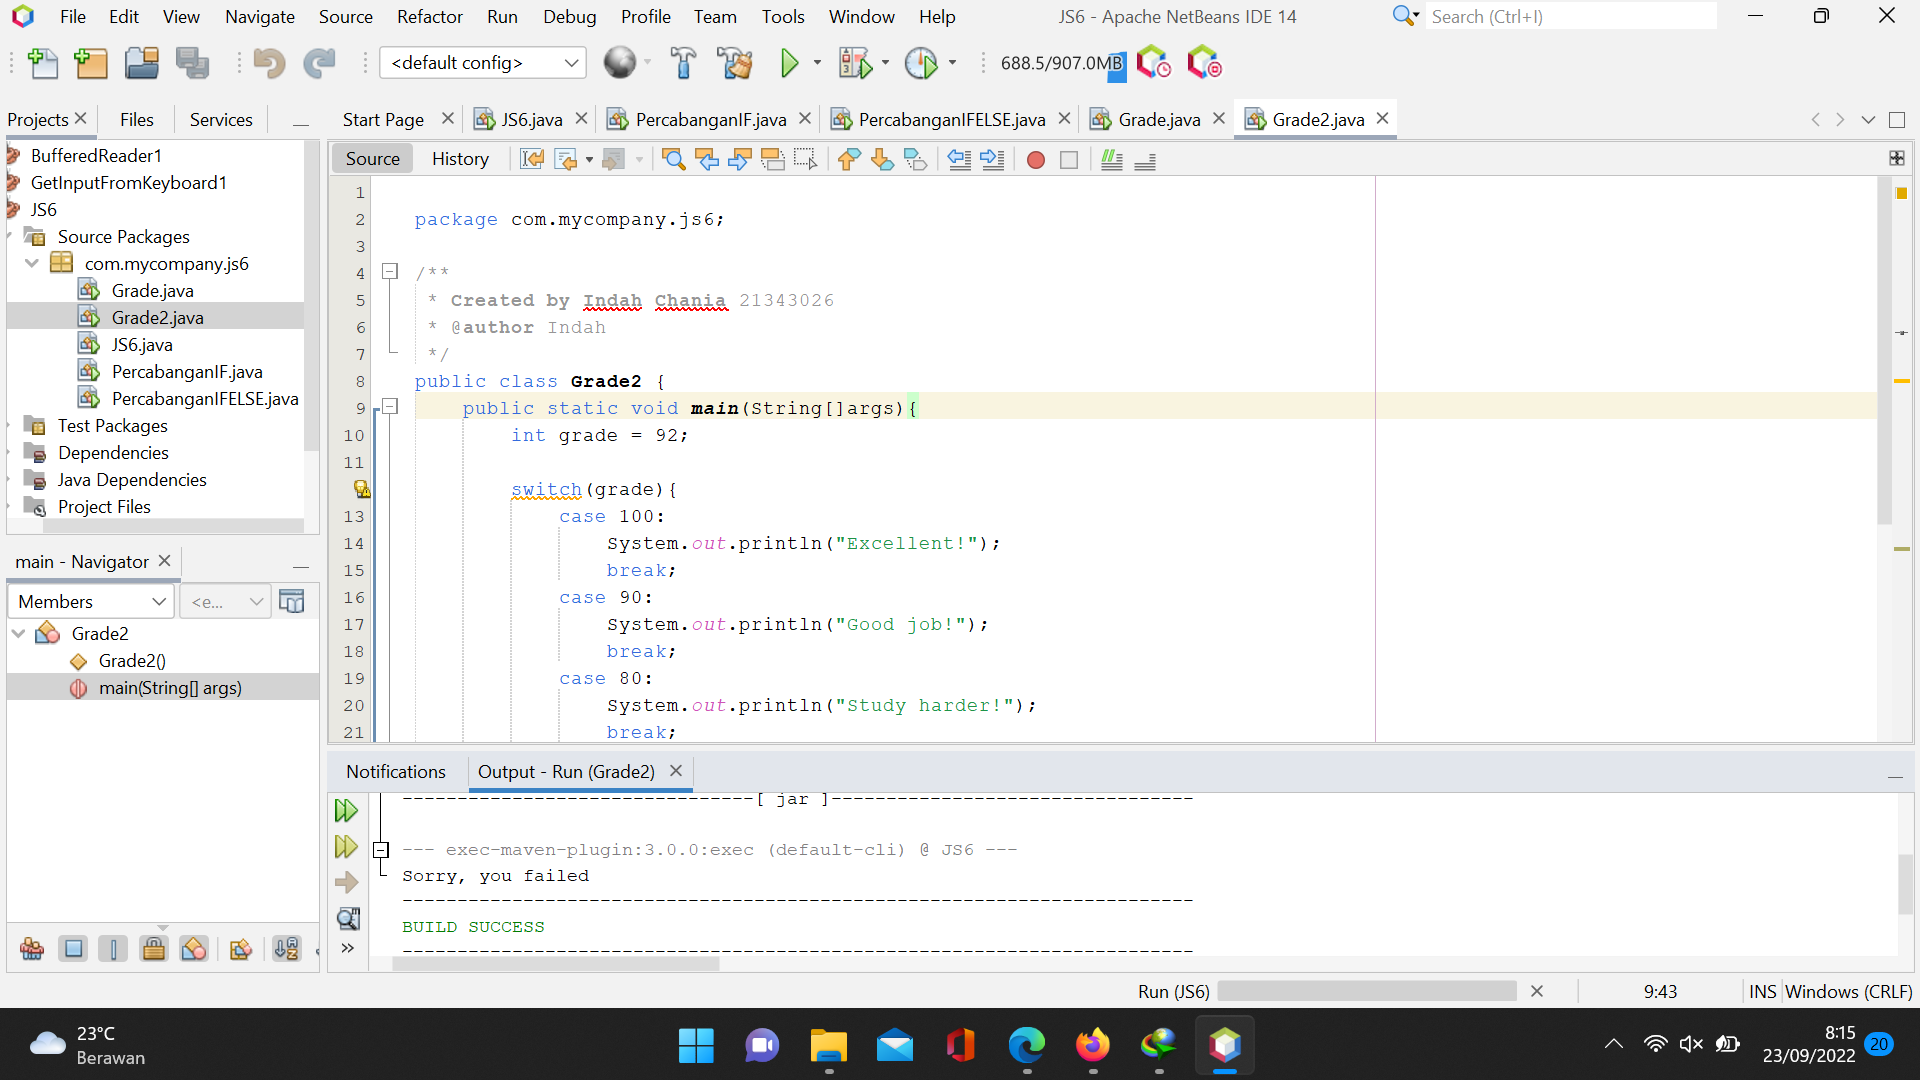 File Edit View Navigate Source Refactor Run Debug Profile Team Tools Window Help JS6 - Apache NetBeans IDE 14 Search (Ctrl+I)
<default config> 688.5/907.0MB
Projects Files Services Start Page JS6.java PercabanganIF.java PercabanganIFELSE.java Grade.java Grade2.java
Source History
BufferedReader1
GetInputFromKeyboard1
JS6
Source Packages
com.mycompany.js6
Grade.java
Grade2.java
JS6.java
PercabanganIF.java
PercabanganIFELSE.java
Test Packages
Dependencies
Java Dependencies
Project Files
main - Navigator
Members <e...
Grade2
Grade2()
main(String[] args)
1
2 package com.mycompany.js6;
3
4 /**
5 * Created by Indah Chania 21343026
6 * @author Indah
7 */
8 public class Grade2 {
9 public static void main(String[]args){
10 int grade = 92;
11
switch(grade){
13 case 100:
14 System.out.println("Excellent!");
15 break;
16 case 90:
17 System.out.println("Good job!");
18 break;
19 case 80:
20 System.out.println("Study harder!");
21 break;
Notifications Output - Run (Grade2)
--------------------------------[ jar ]---------------------------------
--- exec-maven-plugin:3.0.0:exec (default-cli) @ JS6 ---
Sorry, you failed
------------------------------------------------------------------------
BUILD SUCCESS
------------------------------------------------------------------------
Run (JS6) 9:43 INS Windows (CRLF)
23°C
Berawan
8:15
23/09/2022
20